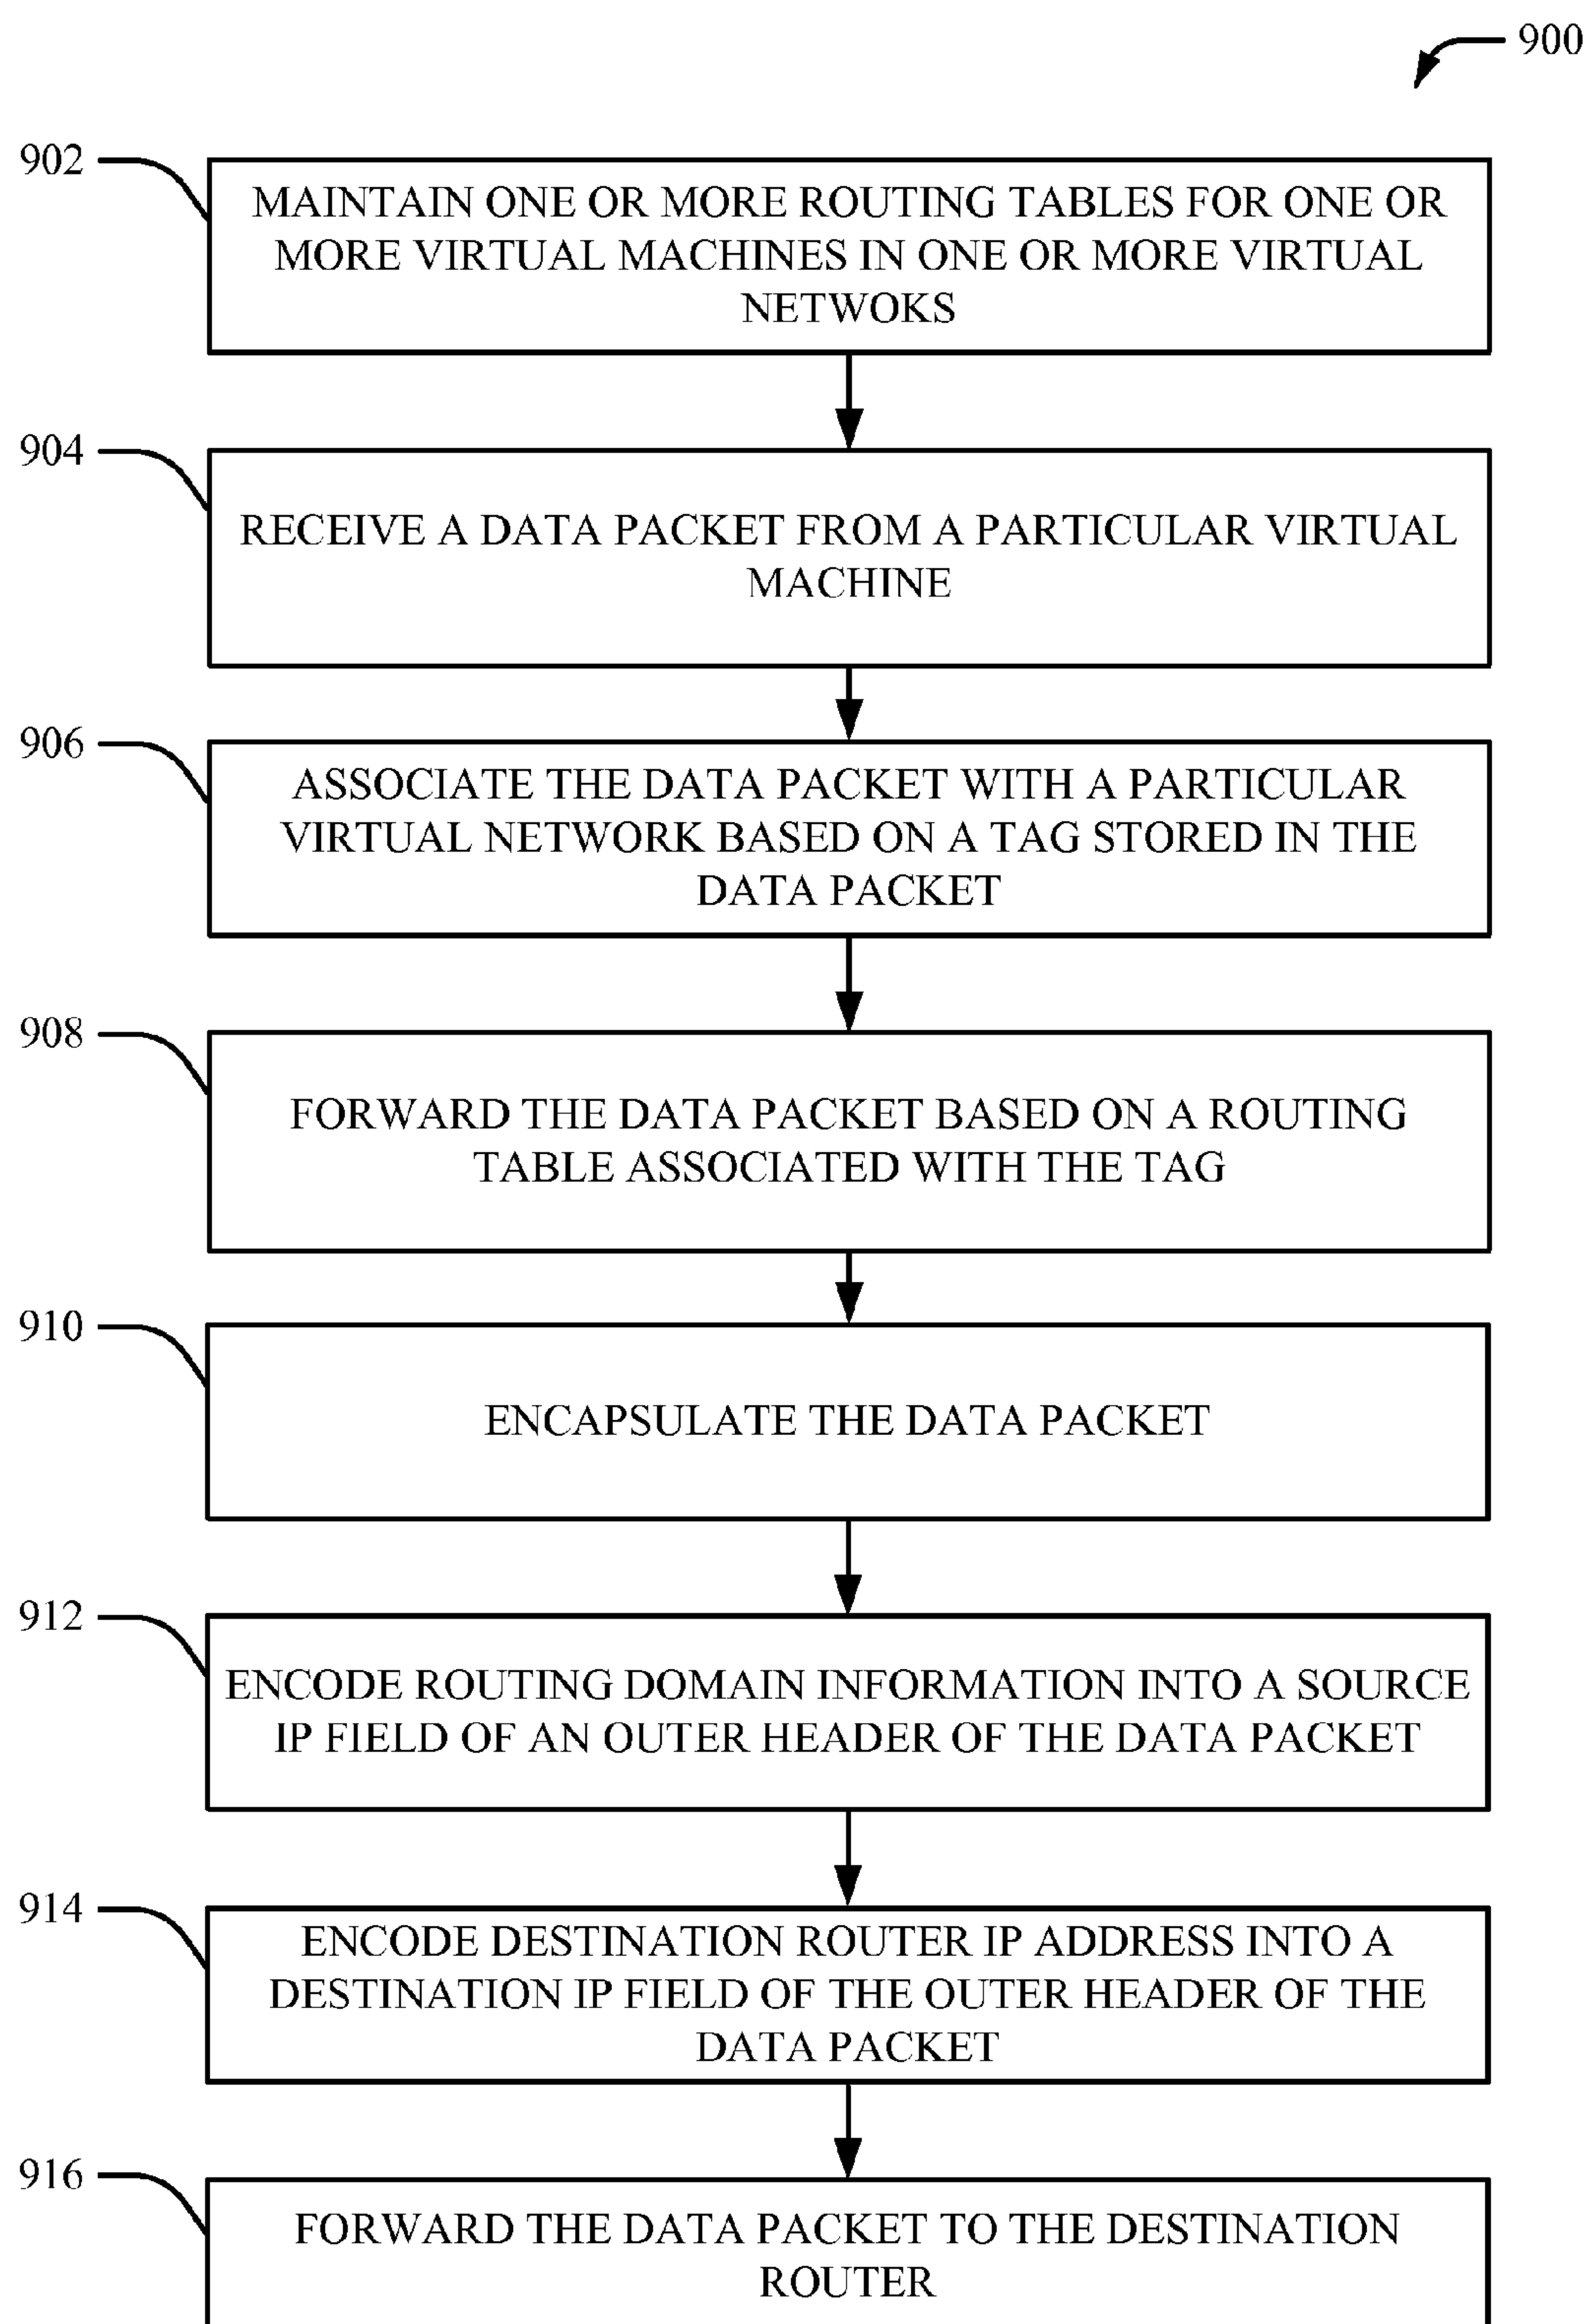 900
902
MAINTAIN ONE OR MORE ROUTING TABLES FOR ONE OR
MORE VIRTUAL MACHINES IN ONE OR MORE VIRTUAL
NETWOKS
904
RECEIVE A DATA PACKET FROM A PARTICULAR VIRTUAL
MACHINE
906
ASSOCIATE THE DATA PACKET WITH A PARTICULAR
VIRTUAL NETWORK BASED ON A TAG STORED IN THE
DATA PACKET
908
FORWARD THE DATA PACKET BASED ON A ROUTING
TABLE ASSOCIATED WITH THE TAG
910
ENCAPSULATE THE DATA PACKET
912
ENCODE ROUTING DOMAIN INFORMATION INTO A SOURCE
IP FIELD OF AN OUTER HEADER OF THE DATA PACKET
914
ENCODE DESTINATION ROUTER IP ADDRESS INTO A
DESTINATION IP FIELD OF THE OUTER HEADER OF THE
DATA PACKET
916
FORWARD THE DATA PACKET TO THE DESTINATION
ROUTER